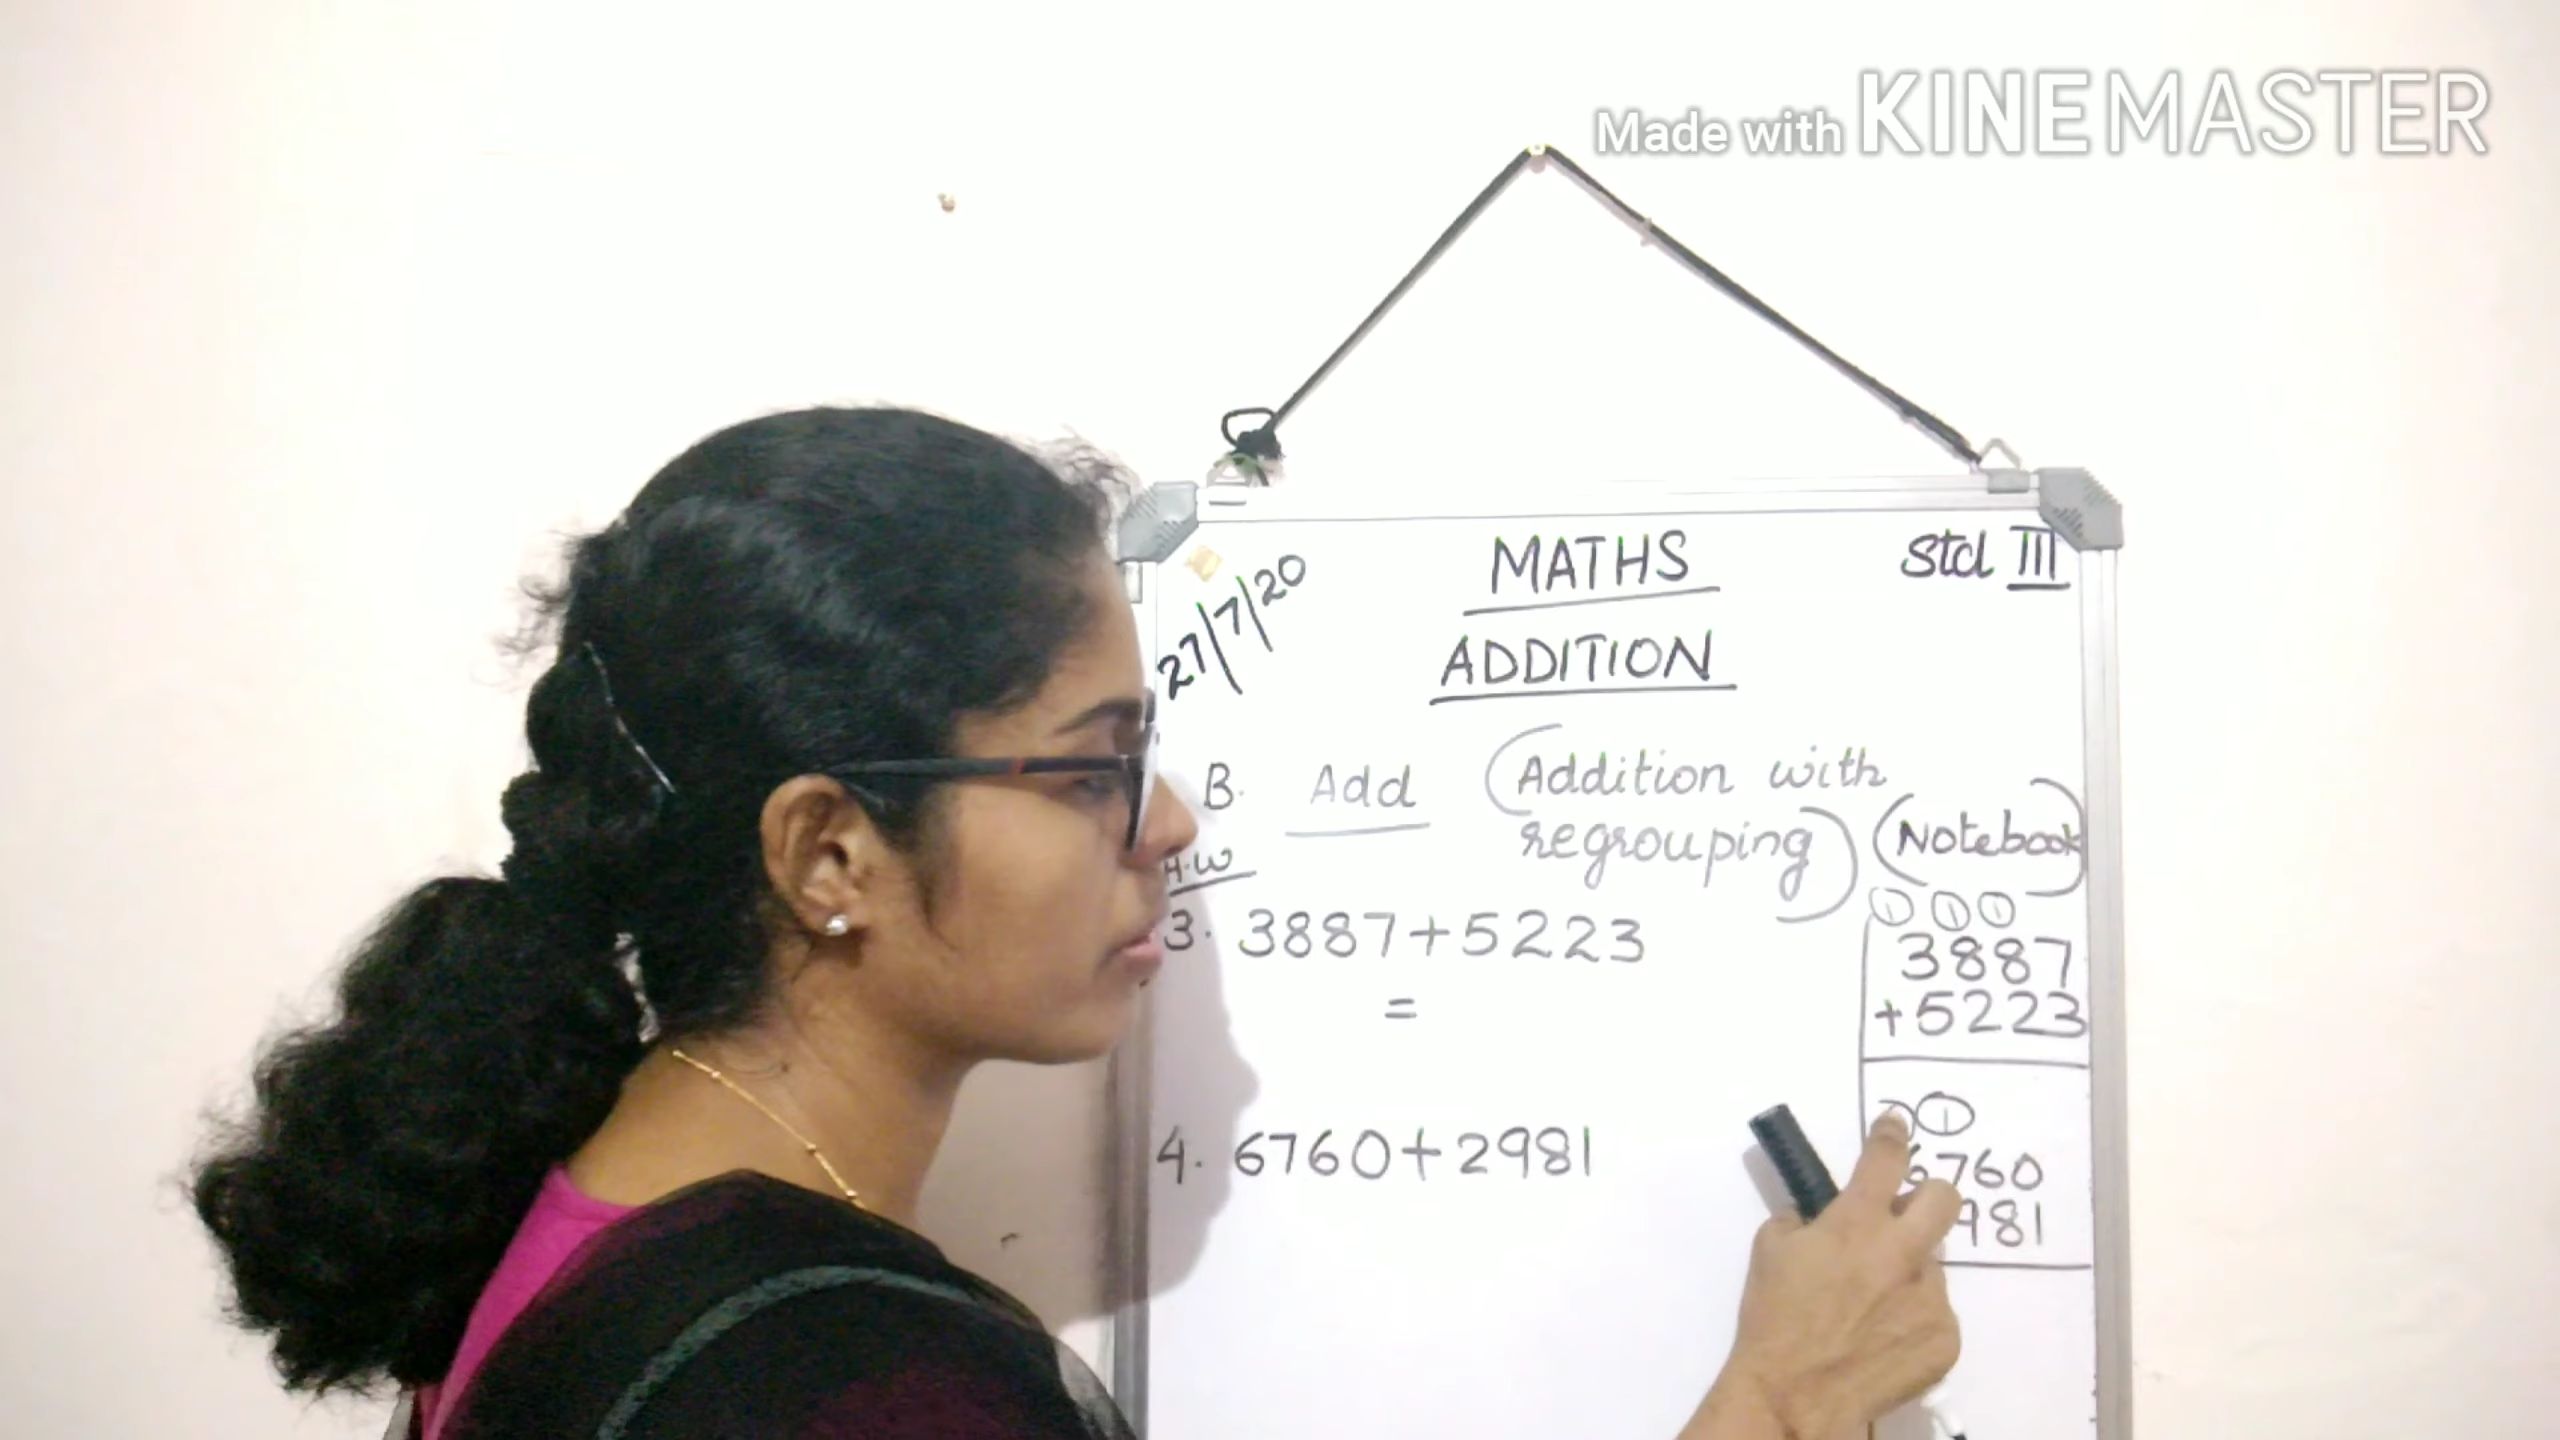 Made with KINEMASTER
27/7/20
MATHS
Std III
ADDITION
B. Add (Addition with
regrouping)
(Notebook)
H.W
3. 3887+5223
=
1 1 1
3887
+5223
4. 6760+2981
1
6760
981